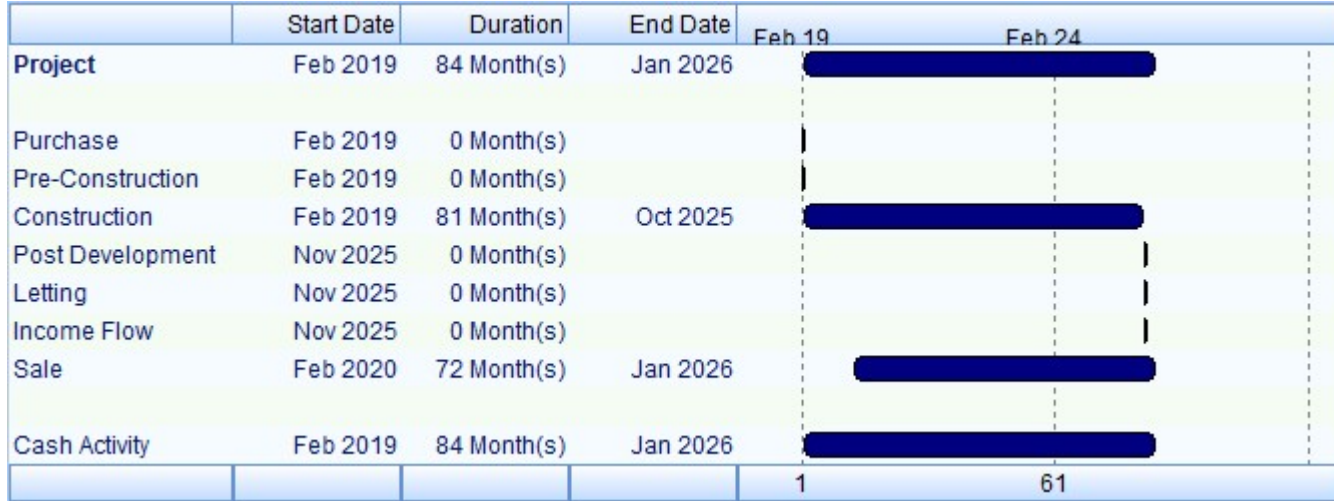 Start Date Duration End Date Feb 19 Feb 24
Project Feb 2019 84 Month(s) Jan 2026
Purchase Feb 2019 0 Month(s)
Pre-Construction Feb 2019 0 Month(s)
Construction Feb 2019 81 Month(s) Oct 2025
Post Development Nov 2025 0 Month(s)
Letting Nov 2025 0 Month(s)
Income Flow Nov 2025 0 Month(s)
Sale Feb 2020 72 Month(s) Jan 2026
Cash Activity Feb 2019 84 Month(s) Jan 2026
1 61